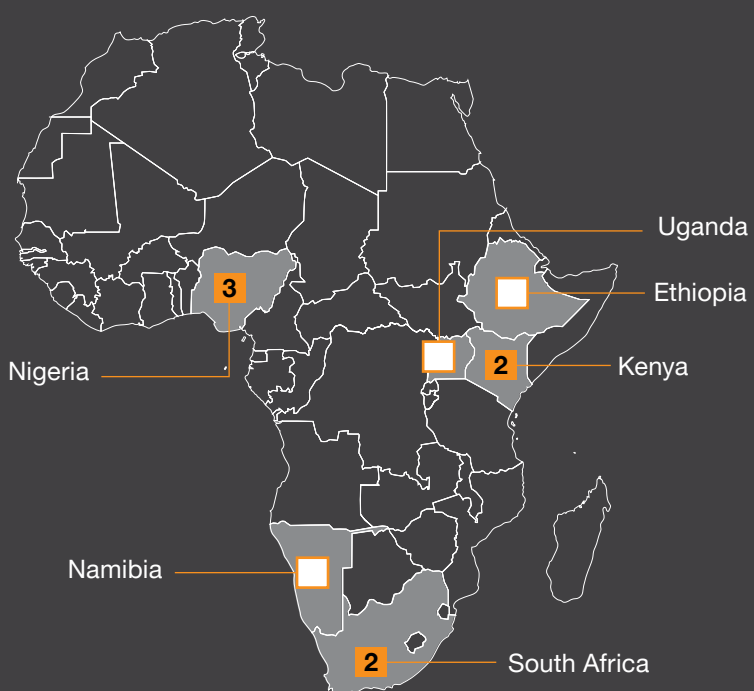 Uganda
3
Ethiopia
2
Kenya
Nigeria
Namibia
2
South Africa